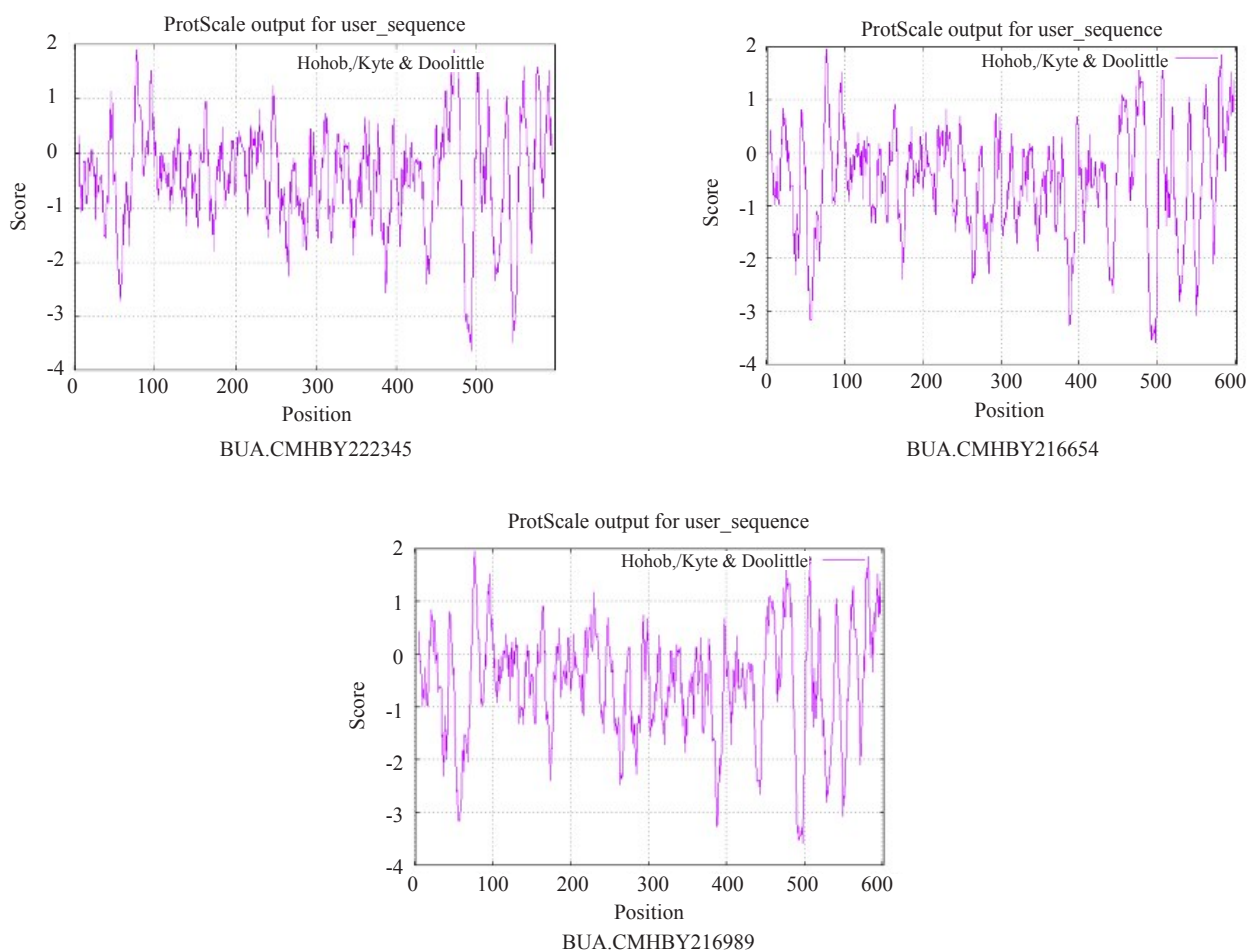 ProtScale output for user_sequence
Hohob,/Kyte & Doolittle
2
1
0
-1
-2
-3
-4
Score
0 100 200 300 400 500
Position
BUA.CMHBY222345
ProtScale output for user_sequence
Hohob,/Kyte & Doolittle
2
1
0
-1
-2
-3
-4
Score
0 100 200 300 400 500 600
Position
BUA.CMHBY216654
ProtScale output for user_sequence
Hohob,/Kyte & Doolittle
2
1
0
-1
-2
-3
-4
Score
0 100 200 300 400 500 600
Position
BUA.CMHBY216989